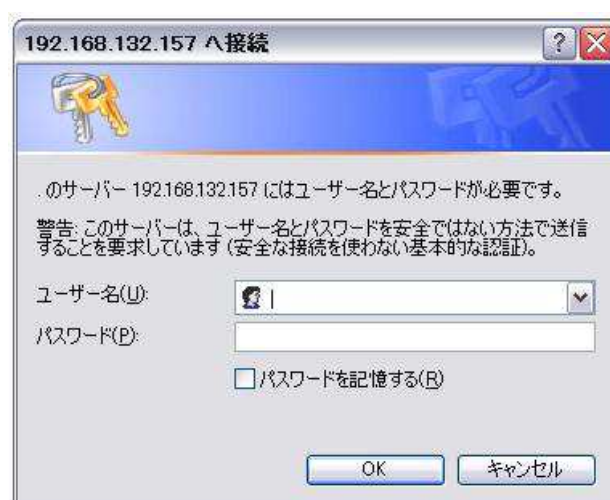 192.168.132.157 へ接続
. のサーバー 192.168.132.157 にはユーザー名とパスワードが必要です。
警告: このサーバーは、ユーザー名とパスワードを安全ではない方法で送信
することを要求しています (安全な接続を使わない基本的な認証)。
ユーザー名(U):
パスワード(P):
パスワードを記憶する(R)
OK キャンセル